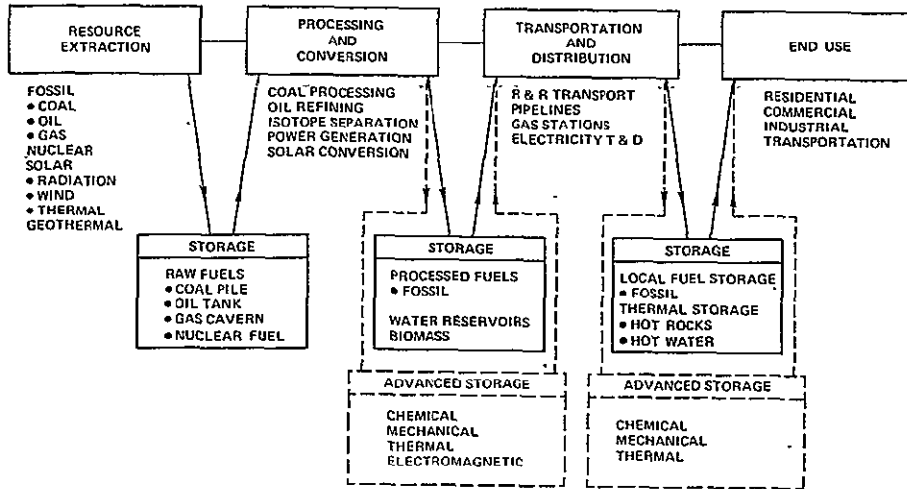 RESOURCE
EXTRACTION
PROCESSING
AND
CONVERSION
TRANSPORTATION
AND
DISTRIBUTION
END USE
FOSSIL
● COAL
● OIL
● GAS
NUCLEAR
SOLAR
● RADIATION
● WIND
● THERMAL
GEOTHERMAL
COAL PROCESSING
OIL REFINING
ISOTOPE SEPARATION
POWER GENERATION
SOLAR CONVERSION
R & R TRANSPORT
PIPELINES
GAS STATIONS
ELECTRICITY T & D
RESIDENTIAL
COMMERCIAL
INDUSTRIAL
TRANSPORTATION
STORAGE
RAW FUELS
● COAL PILE
● OIL TANK
● GAS CAVERN
● NUCLEAR FUEL
STORAGE
PROCESSED FUELS
● FOSSIL
WATER RESERVOIRS
BIOMASS
STORAGE
LOCAL FUEL STORAGE
● FOSSIL
THERMAL STORAGE
● HOT ROCKS
● HOT WATER
ADVANCED STORAGE
CHEMICAL
MECHANICAL
THERMAL
ELECTROMAGNETIC
ADVANCED STORAGE
CHEMICAL
MECHANICAL
THERMAL